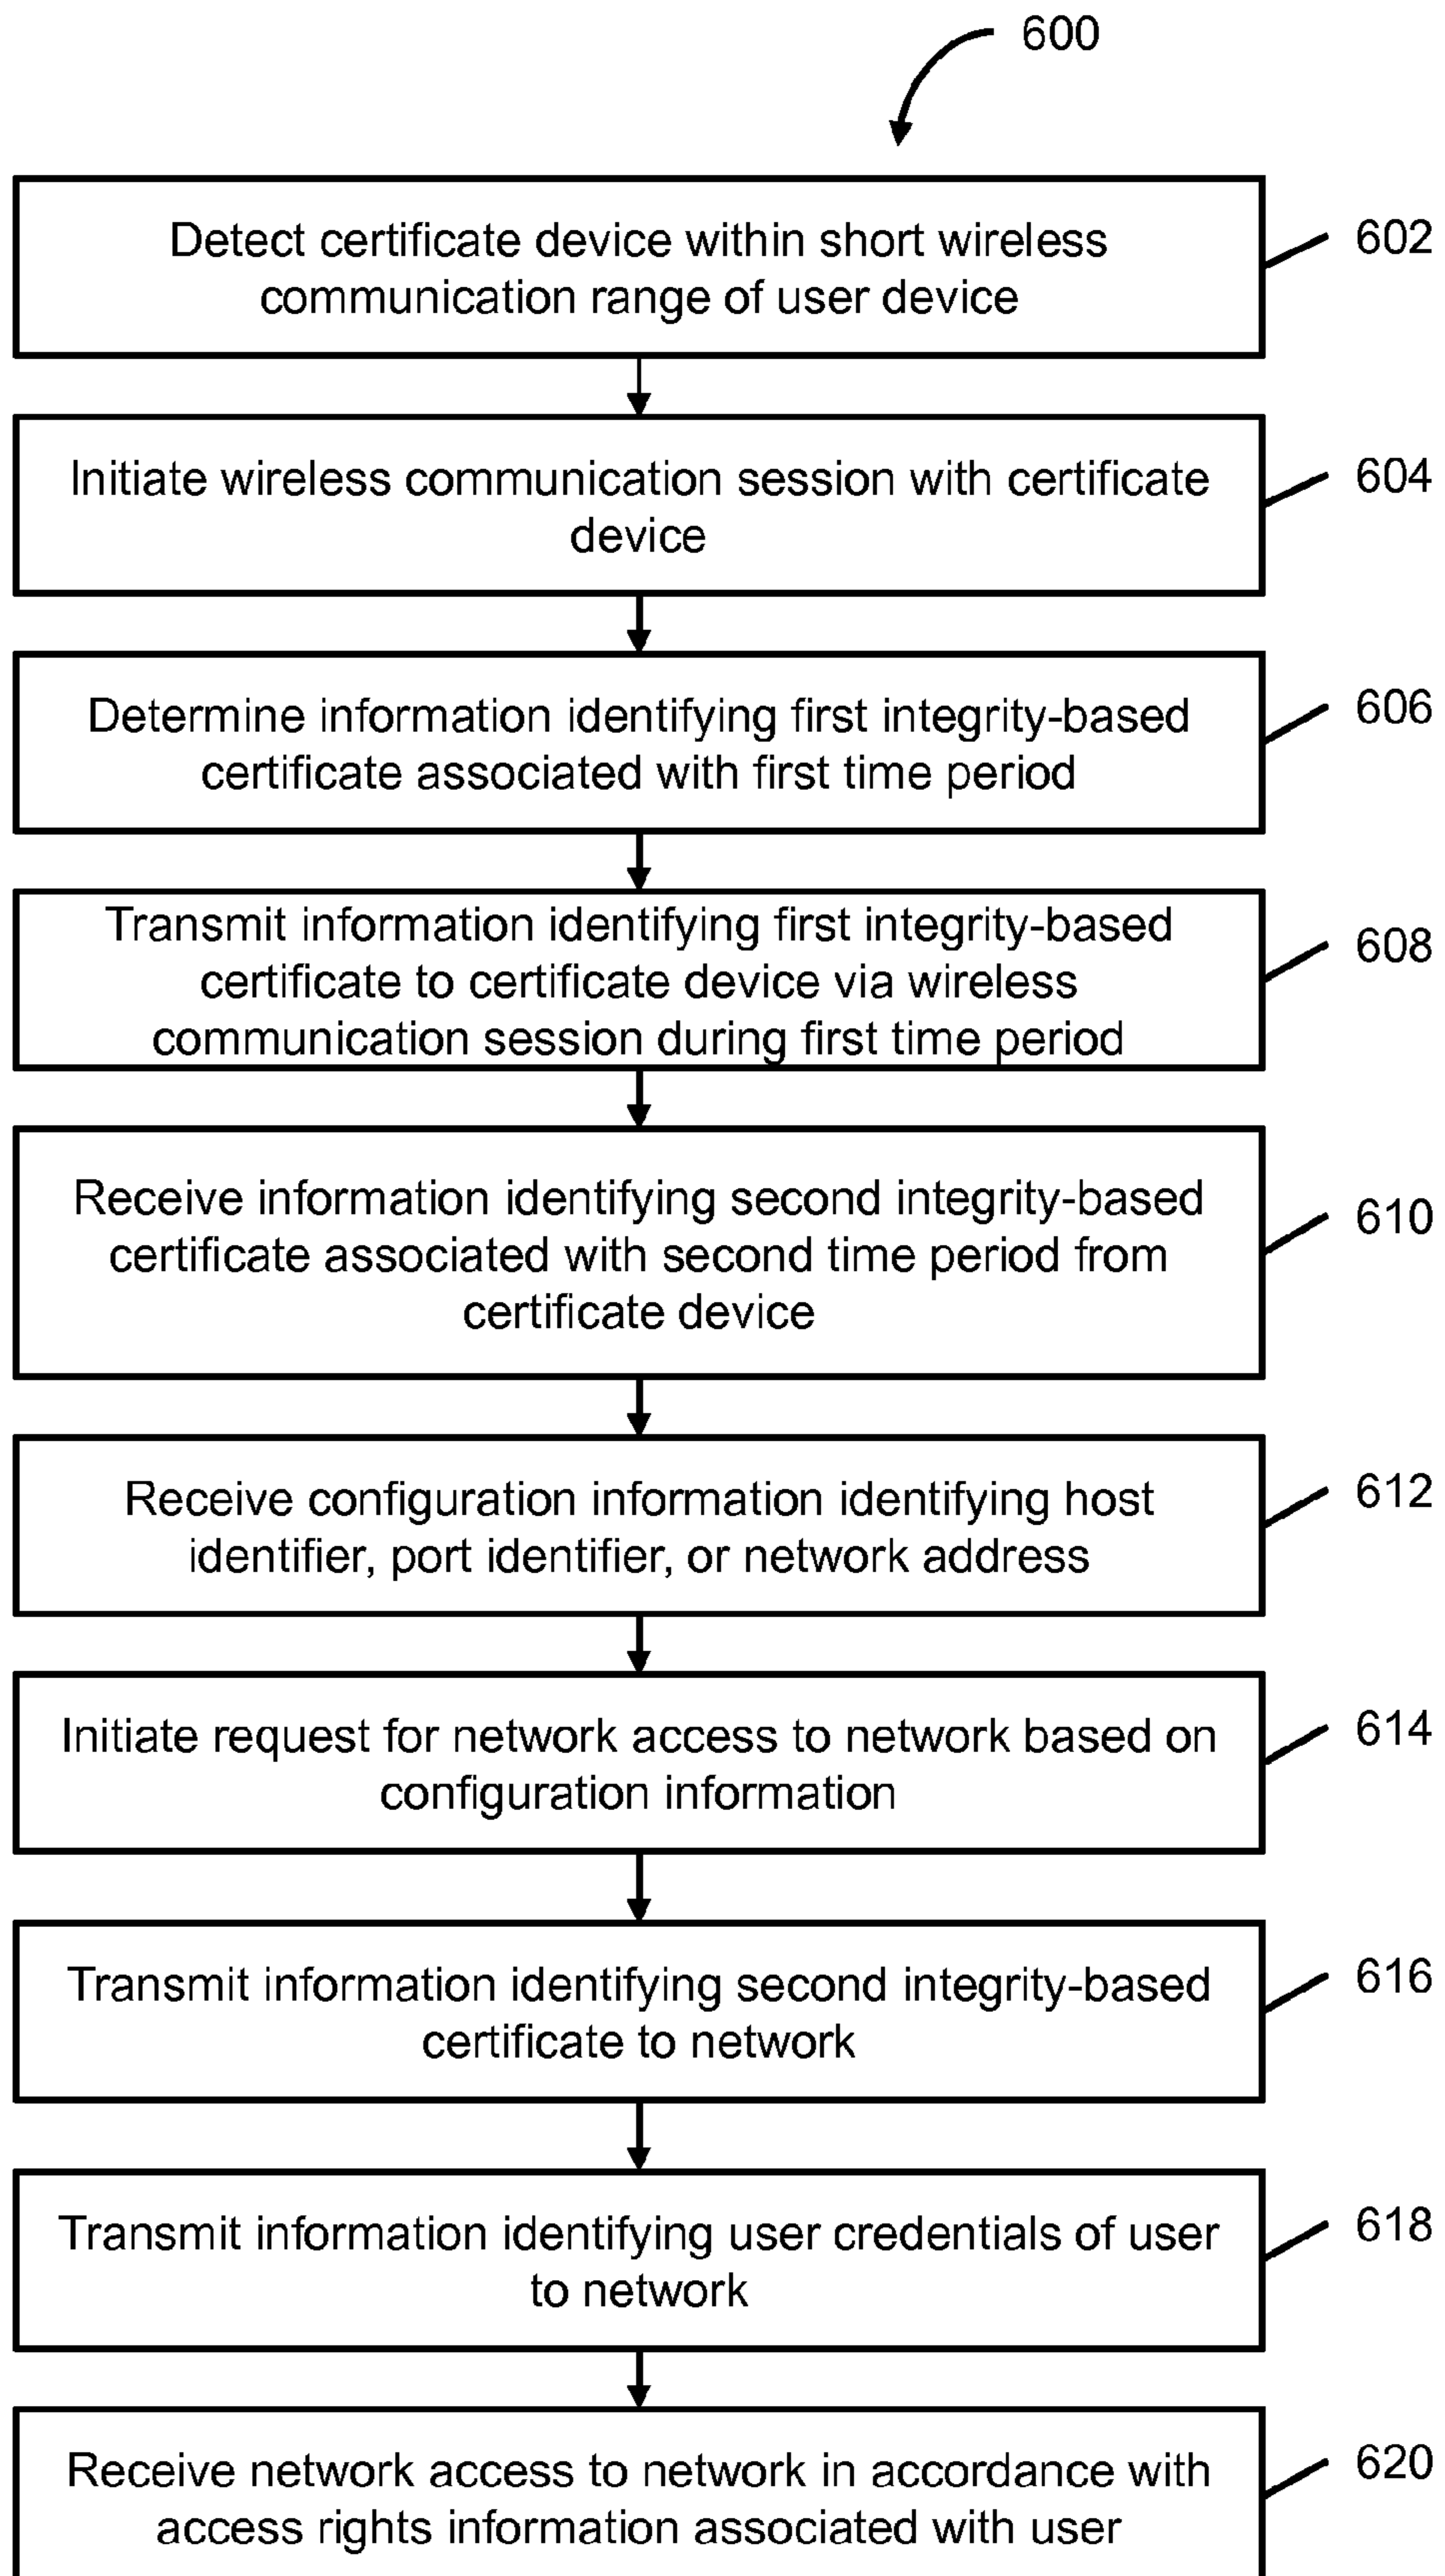 600
Detect certificate device within short wireless
communication range of user device
602
Initiate wireless communication session with certificate
device
604
Determine information identifying first integrity-based
certificate associated with first time period
606
Transmit information identifying first integrity-based
certificate to certificate device via wireless
communication session during first time period
608
Receive information identifying second integrity-based
certificate associated with second time period from
certificate device
610
Receive configuration information identifying host
identifier, port identifier, or network address
612
Initiate request for network access to network based on
configuration information
614
Transmit information identifying second integrity-based
certificate to network
616
Transmit information identifying user credentials of user
to network
618
Receive network access to network in accordance with
access rights information associated with user
620